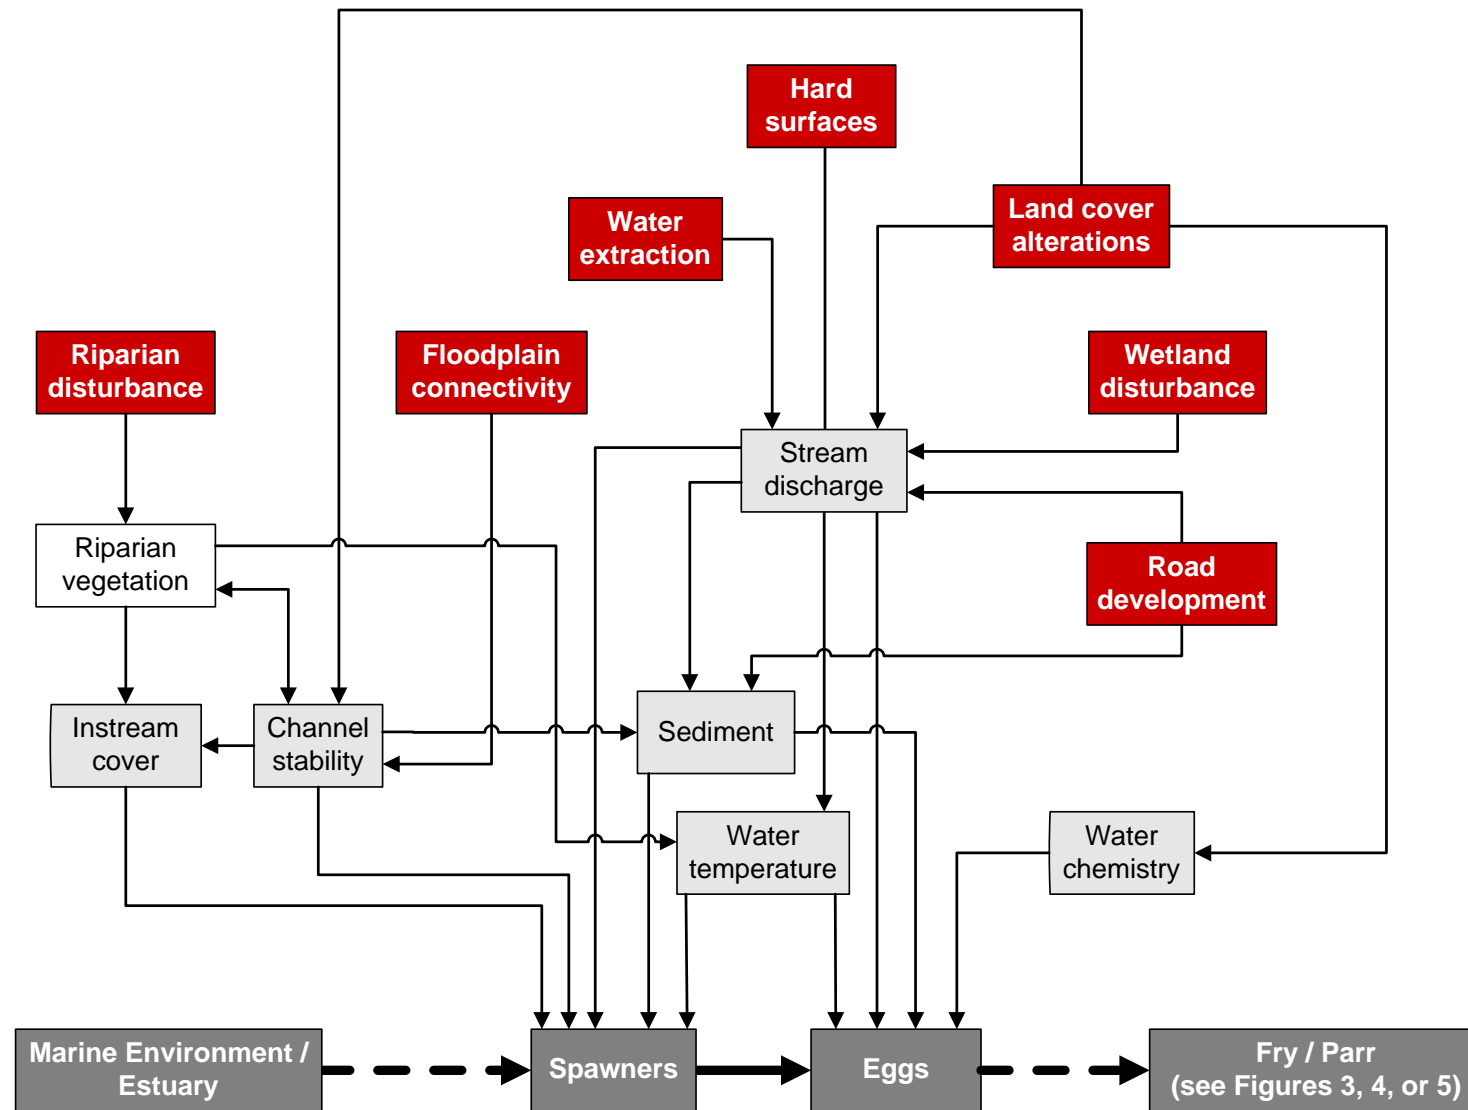 Hard
surfaces
Land cover
alterations
Water
extraction
Riparian
disturbance
Floodplain
connectivity
Wetland
disturbance
Stream
discharge
Riparian
vegetation
Road
development
Instream
cover
Channel
stability
Sediment
Water
temperature
Water
chemistry
Marine Environment /
Estuary
Spawners
Eggs
Fry / Parr
(see Figures 3, 4, or 5)